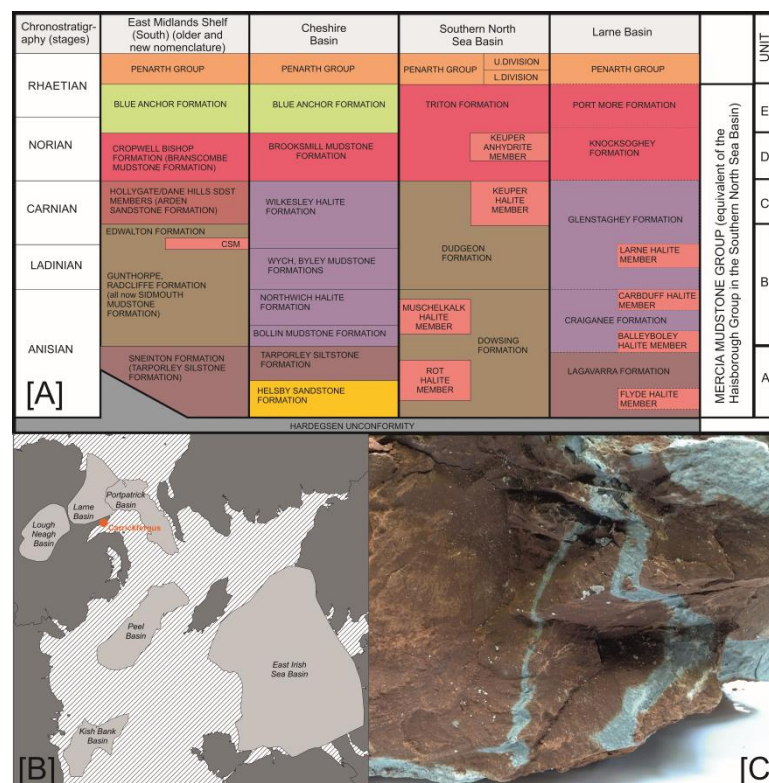 Chronostratigr-
aphy (stages)
East Midlands Shelf
(South) (older and
new nomenclature)
Cheshire
Basin
Southern North
Sea Basin
Larne Basin
UNIT
RHAETIAN
PENARTH GROUP
PENARTH GROUP
PENARTH GROUP
U.DIVISION
L.DIVISION
PENARTH GROUP
BLUE ANCHOR FORMATION
BLUE ANCHOR FORMATION
TRITON FORMATION
PORT MORE FORMATION
E
NORIAN
CROPWELL BISHOP
FORMATION (BRANSCOMBE
MUDSTONE FORMATION)
BROOKSMILL MUDSTONE
FORMATION
KEUPER
ANHYDRITE
MEMBER
KNOCKSOGHEY
FORMATION
D
CARNIAN
HOLLYGATE/DANE HILLS SDST
MEMBERS (ARDEN
SANDSTONE FORMATION)
WILKESLEY HALITE
FORMATION
KEUPER
HALITE
MEMBER
GLENSTAGHEY FORMATION
C
EDWALTON FORMATION
CSM
DUDGEON
FORMATION
LADINIAN
WYCH, BYLEY MUDSTONE
FORMATIONS
LARNE HALITE
MEMBER
B
GUNTHORPE,
RADCLIFFE FORMATION
(all now SIDMOUTH
MUDSTONE
FORMATION)
ANISIAN
NORTHWICH HALITE
FORMATION
MUSCHELKALK
HALITE
MEMBER
CARBDUFF HALITE
MEMBER
CRAIGANEE FORMATION
BOLLIN MUDSTONE FORMATION
DOWSING
FORMATION
BALLEYBOLEY
HALITE MEMBER
SNEINTON FORMATION
(TARPORLEY SILSTONE
FORMATION)
TARPORLEY SILTSTONE
FORMATION
ROT
HALITE
MEMBER
LAGAVARRA FORMATION
A
HELSBY SANDSTONE
FORMATION
FLYDE HALITE
MEMBER
MERCIA MUDSTONE GROUP (equivalent of the
Haisborough Group in the Southern North Sea Basin)
[A]
HARDEGSEN UNCONFORMITY
Portpatrick
Basin
Larne
Basin
Carrickfergus
Lough
Neagh
Basin
Peel
Basin
East Irish
Sea Basin
Kish Bank
Basin
[B]
[C]